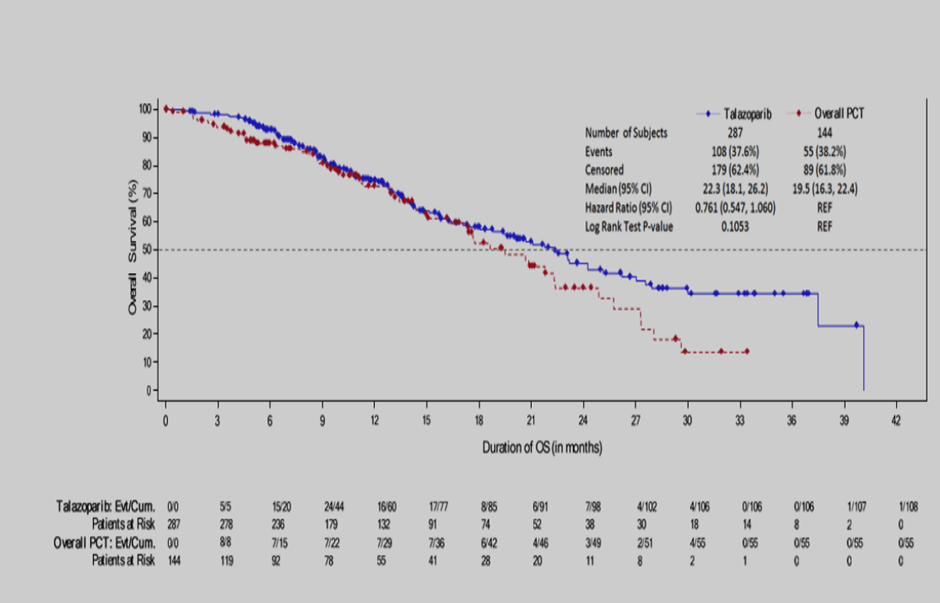 Talazoparib Overall PCT
Number of Subjects 287 144
Events 108 (37.6%) 55 (38.2%)
Censored 179 (62.4%) 89 (61.8%)
Median (95% CI) 22.3 (18.1, 26.2) 19.5 (16.3, 22.4)
Hazard Ratio (95% CI) 0.761 (0.547, 1.060) REF
Log Rank Test P-value 0.1053 REF
Overall Survival (%)
100
90
80
70
60
50
40
30
20
10
0
0 3 6 9 12 15 18 21 24 27 30 33 36 39 42
Duration of OS (in months)
Talazoparib: Evt/Cum. 0/0 5/5 15/20 24/44 16/60 17/77 8/85 6/91 7/98 4/102 4/106 0/106 0/106 1/107 1/108
Patients at Risk 287 278 236 179 132 91 74 52 38 30 18 14 8 2 0
Overall PCT: Evt/Cum. 0/0 8/8 7/15 7/22 7/29 7/36 6/42 4/46 3/49 2/51 4/55 0/55 0/55 0/55 0/55
Patients at Risk 144 119 92 78 55 41 28 20 11 8 2 1 0 0 0